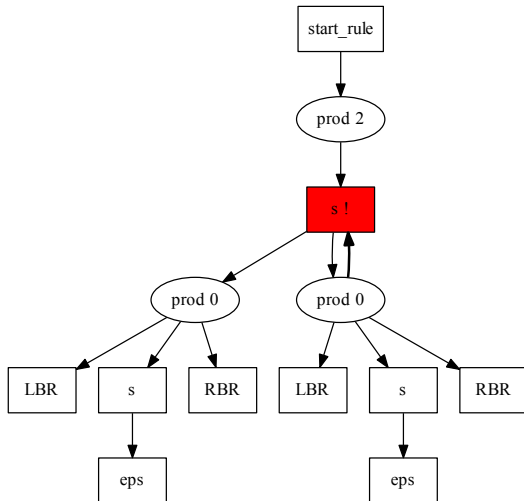 start_rule
prod 2
s !
prod 0
prod 0
LBR
s
RBR
LBR
s
RBR
eps
eps